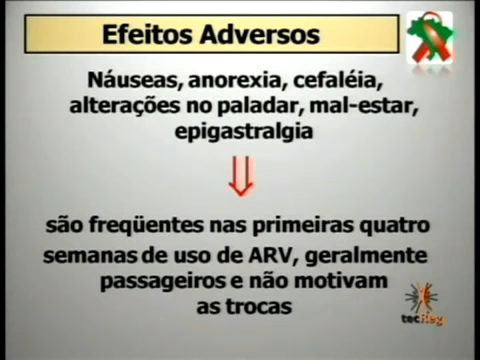 Efeitos Adversos
Náuseas, anorexia, cefaléia,
alterações no paladar, mal-estar,
epigastralgia
são freqüentes nas primeiras quatro
semanas de uso de ARV, geralmente
passageiros e não motivam
as trocas